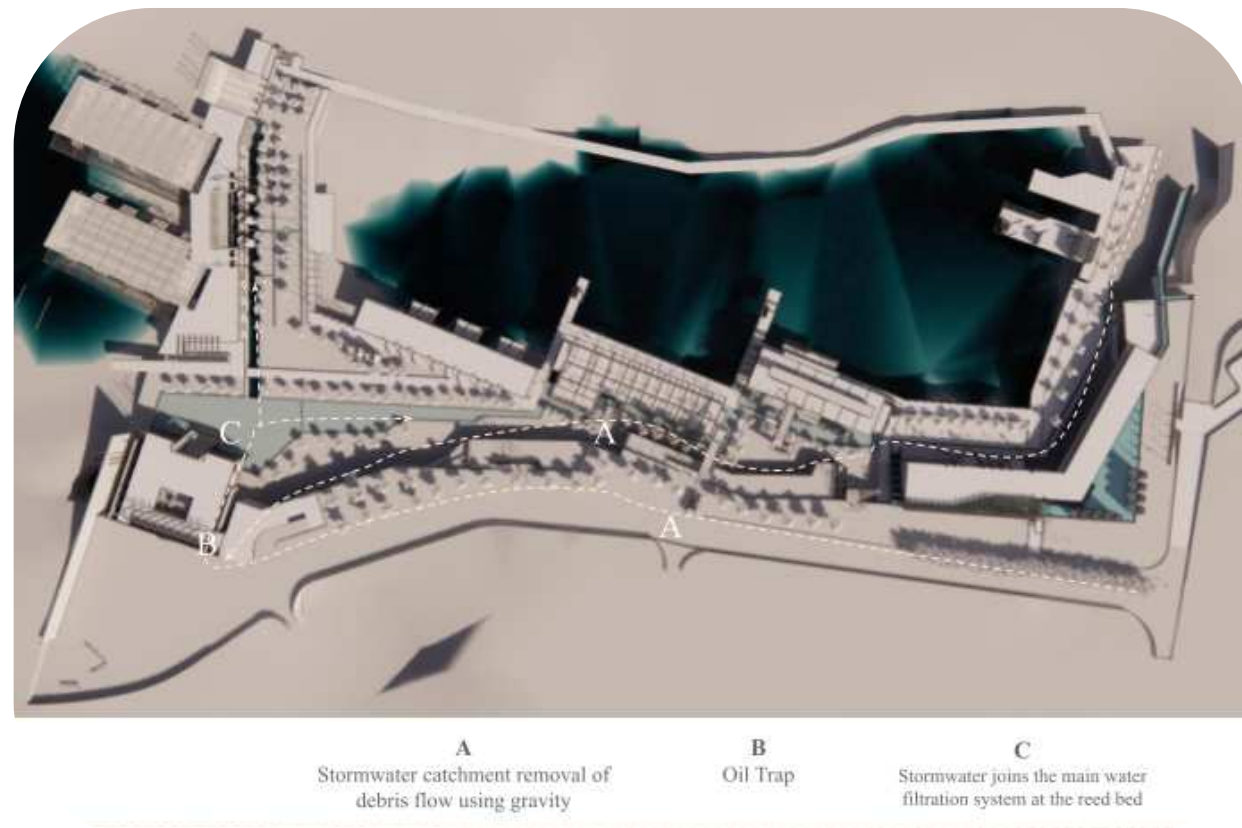 C
A
A
B
A
Stormwater catchment removal of
debris flow using gravity
B
Oil Trap
C
Stormwater joins the main water
filtration system at the reed bed